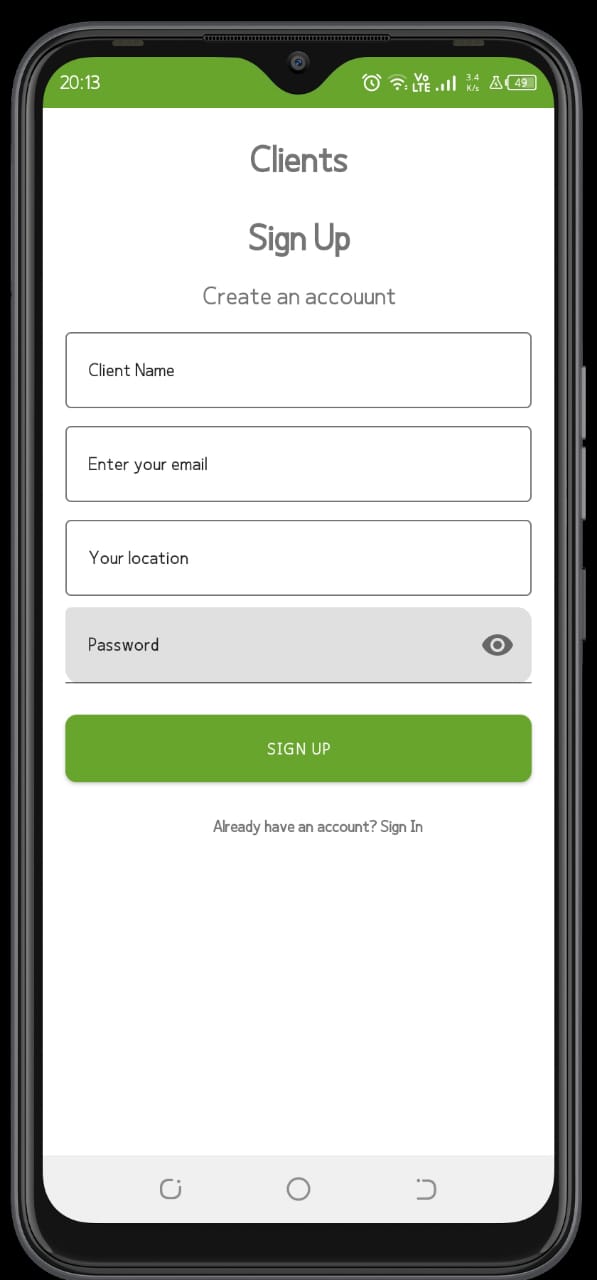 20:13
Vo
LTE
3.4
K/s
49
Clients
Sign Up
Create an accouunt
Client Name
Enter your email
Your location
Password
SIGN UP
Already have an account? Sign In